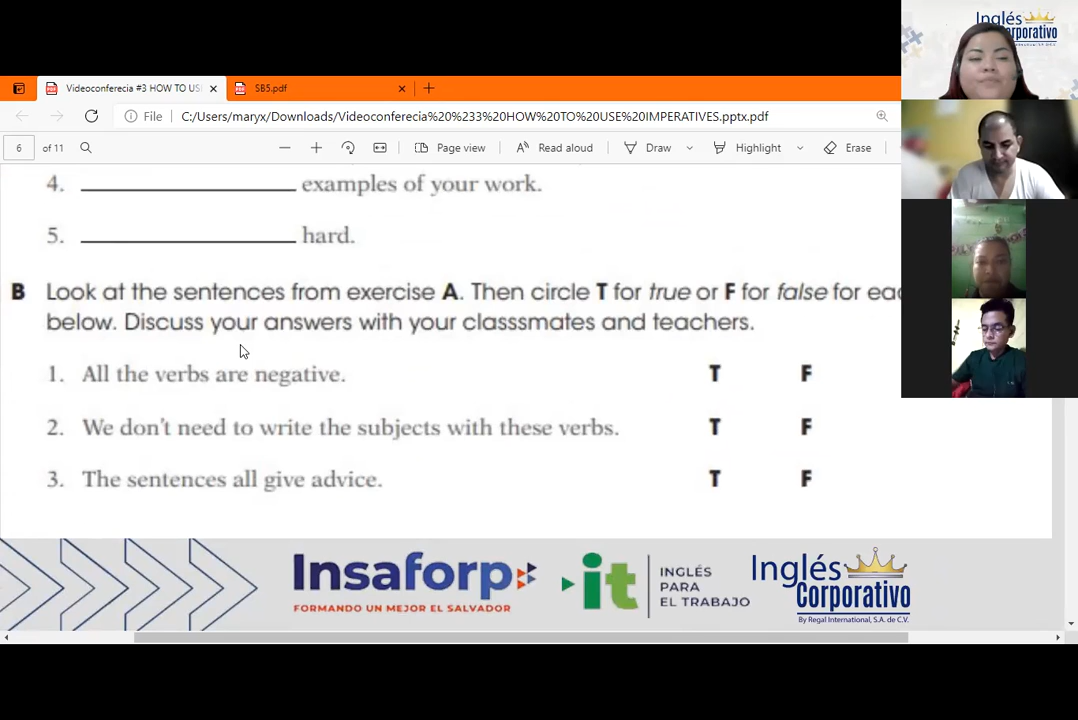 Inglés
Corporativo
Videoconferecia #3 HOW TO US
SB5.pdf
File
C:/Users/maryx/Downloads/Videoconferecia%20%233%20HOW%20TO%20USE%20IMPERATIVES.pptx.pdf
6 of 11
Page view
Read aloud
Draw
Highlight
Erase
4. ____________ examples of your work.
5. ____________ hard.
B Look at the sentences from exercise A. Then circle T for true or F for false for eac
below. Discuss your answers with your classsmates and teachers.
1. All the verbs are negative. T F
2. We don't need to write the subjects with these verbs. T F
3. The sentences all give advice. T F
Insaforp
FORMANDO UN MEJOR EL SALVADOR
it
INGLÉS
PARA
EL TRABAJO
Inglés
Corporativo
By Regal International, S.A. de C.V.